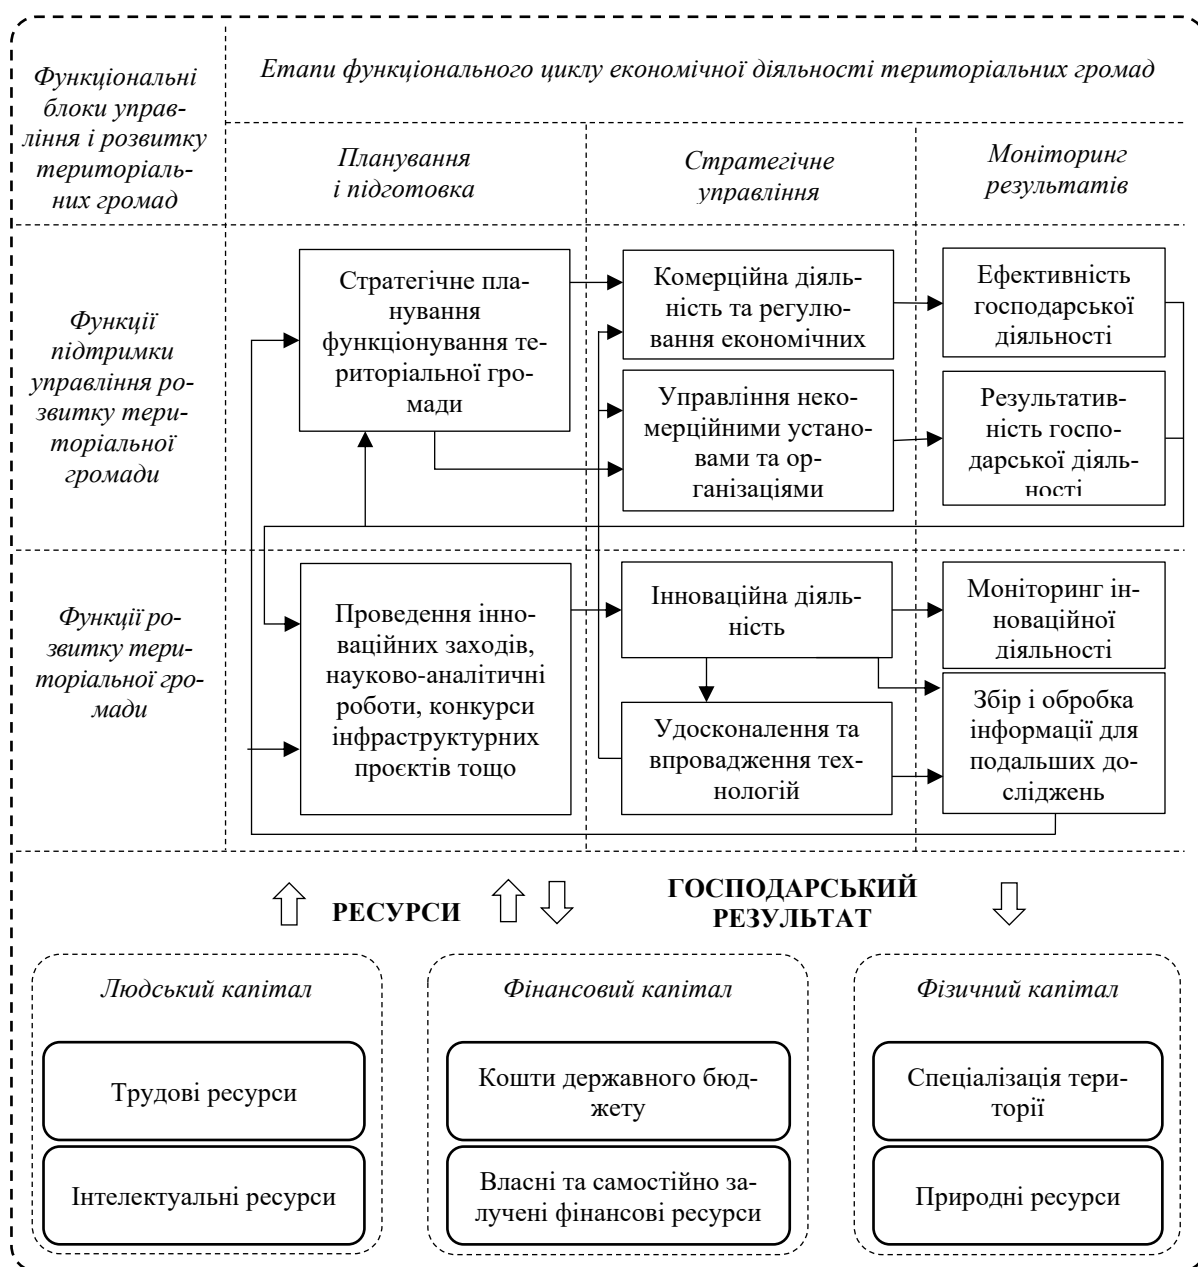 Функціональні
блоки управ-
ління і розвитку
територіаль-
них громад
Етапи функціонального циклу економічної діяльності територіальних громад
Планування
і підготовка
Стратегічне
управління
Моніторинг
результатів
Функції
підтримки
управління ро-
звитку тери-
торіальної
громади
Стратегічне пла-
нування
функціонування те-
риторіальної гро-
мади
Комерційна діяль-
ність та регулю-
вання економічних
Ефективність
господарської
діяльності
Управління неко-
мерційними устано-
вами та ор-
ганізаціями
Результатив-
ність госпо-
дарської діяль-
ності
Функції ро-
звитку тери-
торіальної гро-
мади
Проведення інно-
ваційних заходів,
науково-аналітичні
роботи, конкурси
інфраструктурних
проєктів тощо
Інноваційна діяль-
ність
Моніторинг ін-
новаційної
діяльності
Удосконалення та
впровадження тех-
нологій
Збір і обробка
інформації для
подальших до-
сліджень
РЕСУРСИ
ГОСПОДАРСЬКИЙ
РЕЗУЛЬТАТ
Людський капітал
Фінансовий капітал
Фізичний капітал
Трудові ресурси
Кошти державного бюд-
жету
Спеціалізація тери-
торії
Інтелектуальні ресурси
Власні та самостійно за-
лучені фінансові ресурси
Природні ресурси